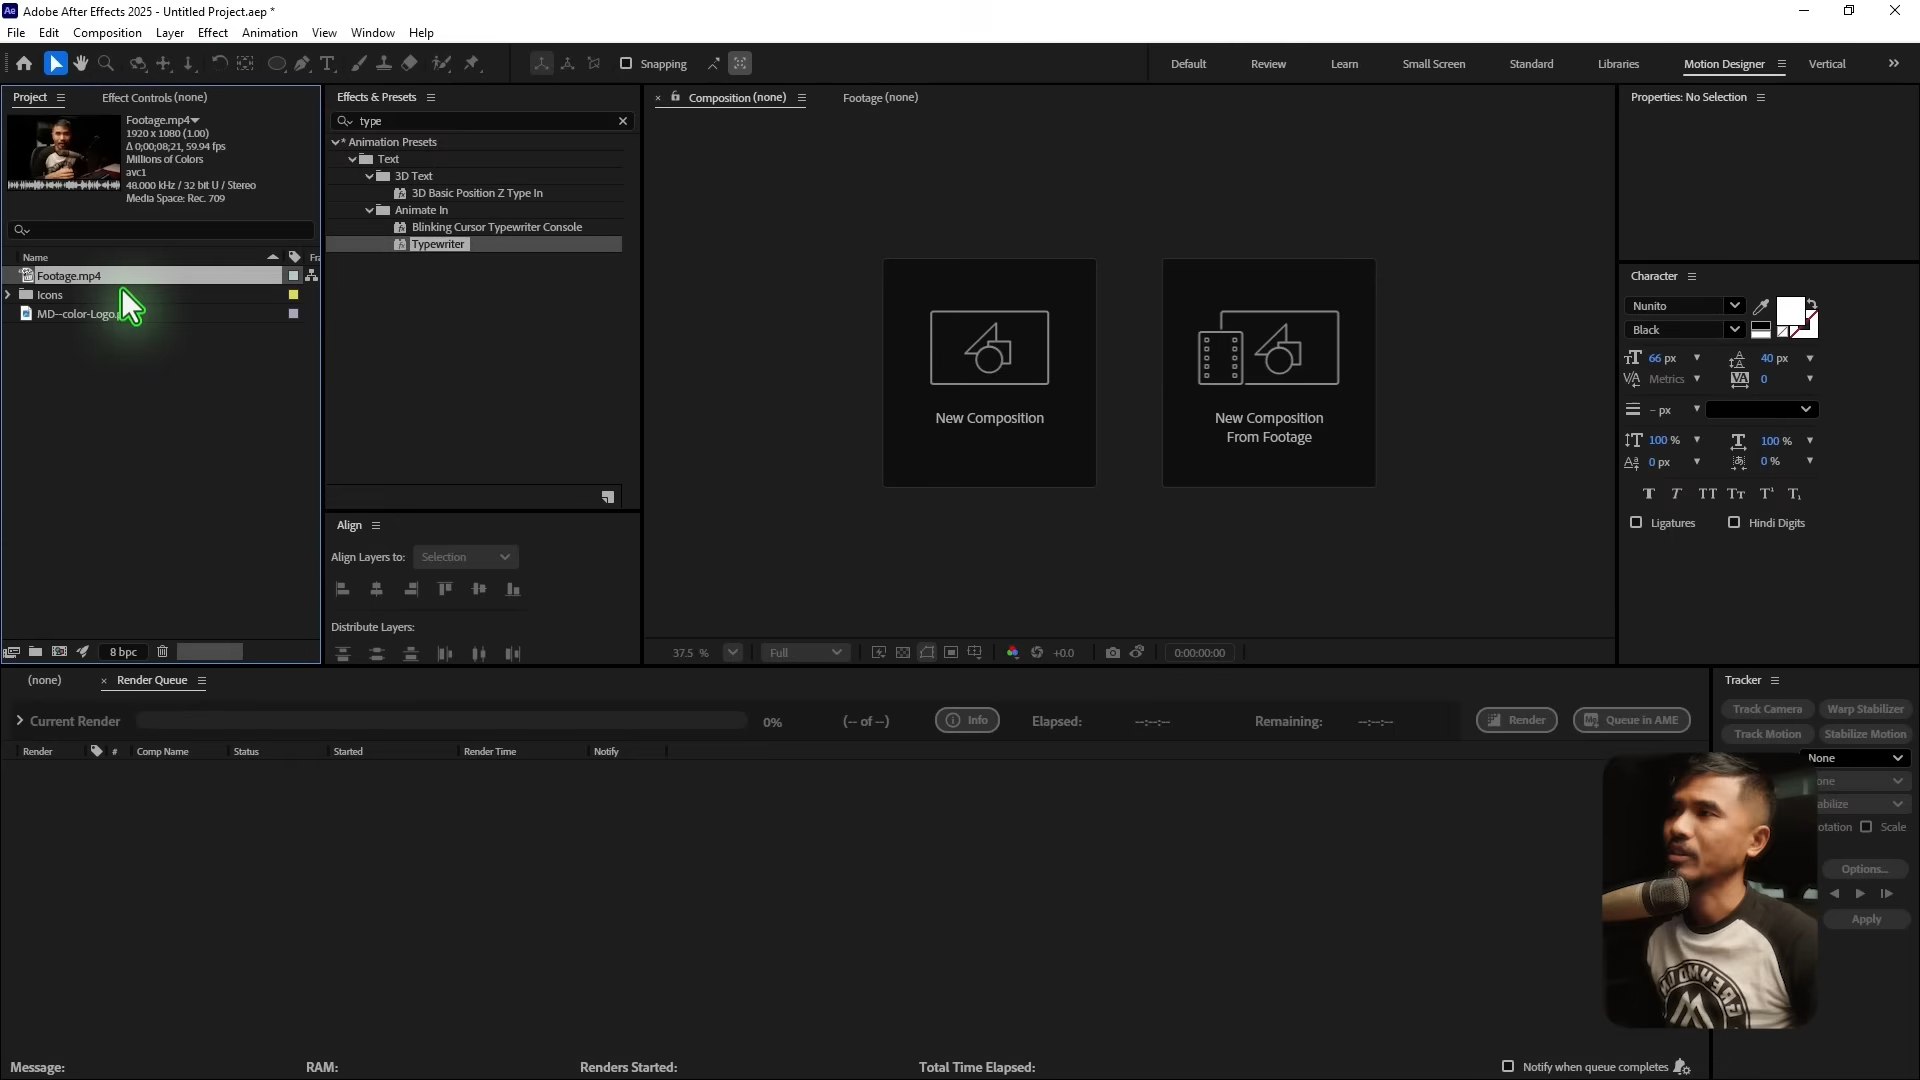 Adobe After Effects 2025 - Untitled Project.aep *
File Edit Composition Layer Effect Animation View Window Help
Snapping
Default Review Learn Small Screen Standard Libraries Motion Designer Vertical
Project Effect Controls (none)
Footage.mp4
1920 x 1080 (1.00)
Δ 0;00;08;21, 59.94 fps
Millions of Colors
avc1
48.000 kHz / 32 bit U / Stereo
Media Space: Rec. 709
Name
Footage.mp4
Icons
MD--color-Logo.
8 bpc
Effects & Presets
type
* Animation Presets
Text
3D Text
3D Basic Position Z Type In
Animate In
Blinking Cursor Typewriter Console
Typewriter
Align
Align Layers to: Selection
Distribute Layers:
Composition (none) Footage (none)
New Composition
New Composition
From Footage
37.5 % Full +0.0 0:00:00:00
Properties: No Selection
Character
Nunito
Black
66 px 40 px
Metrics 0
- px
100 % 100 %
0 px 0 %
Ligatures Hindi Digits
(none) Render Queue
Current Render 0% (-- of --) Info Elapsed: --:--:-- Remaining: --:--:-- Render Queue in AME
Render # Comp Name Status Started Render Time Notify
Tracker
Track Camera Warp Stabilizer
Track Motion Stabilize Motion
None
one
abilize
otation Scale
Options...
Apply
Message: RAM: Renders Started: Total Time Elapsed: Notify when queue completes